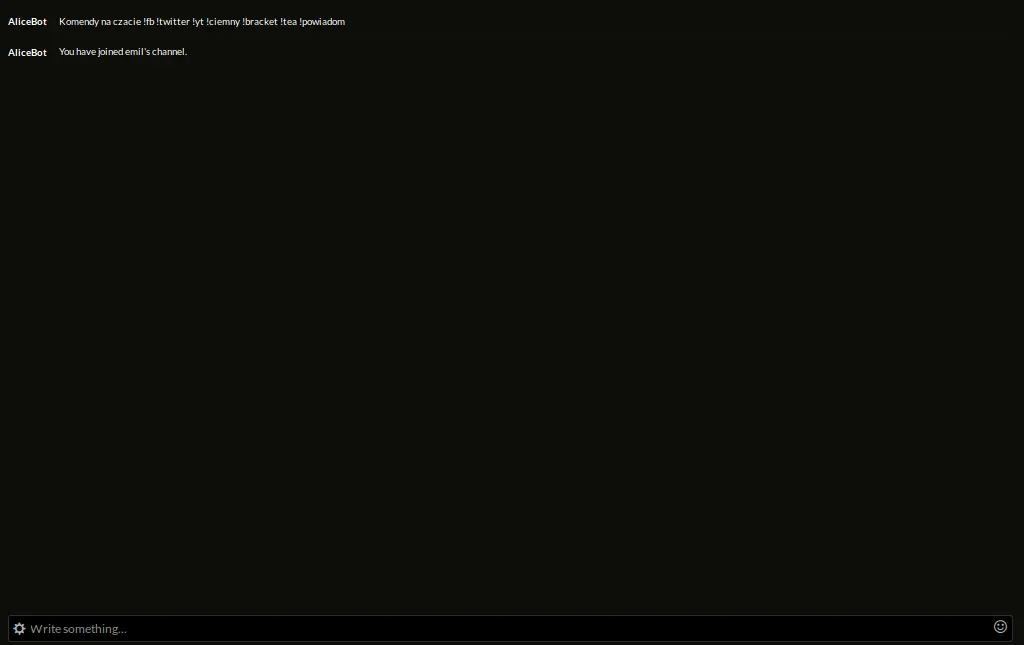 AliceBot Komendy na czacie !fb !twitter !yt !ciemny !bracket !tea !powiadom
AliceBot You have joined emil's channel.
Write something...